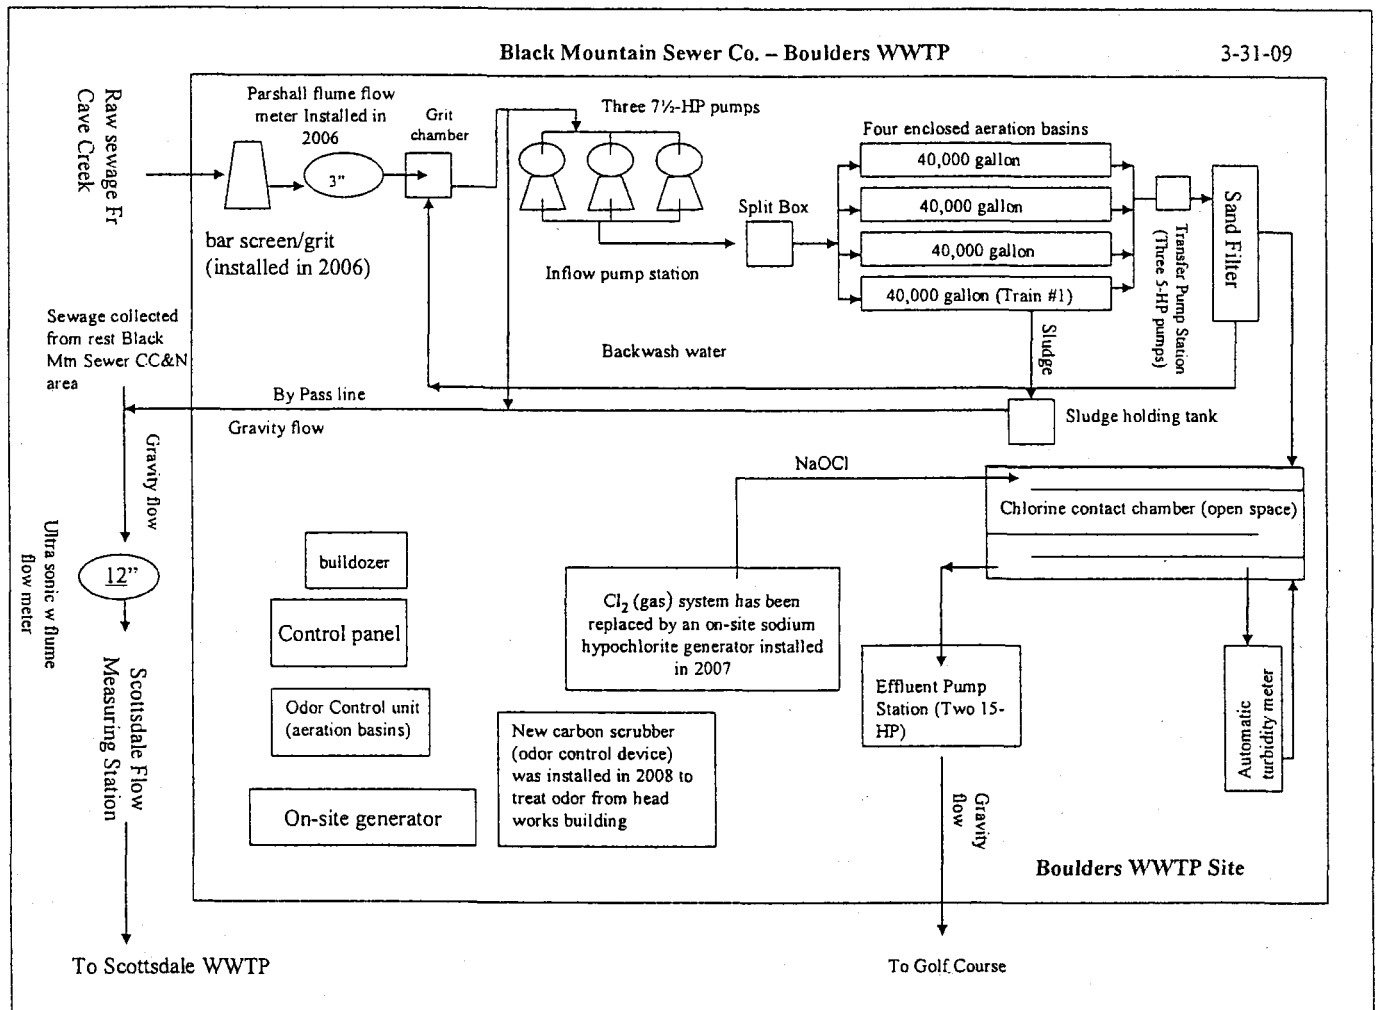 Black Mountain Sewer Co. – Boulders WWTP
3-31-09
Raw sewage Fr
Cave Creek
Parshall flume flow
meter Installed in
2006
3"
Grit
chamber
bar screen/grit
(installed in 2006)
Three 7½-HP pumps
Inflow pump station
Split Box
Four enclosed aeration basins
40,000 gallon
40,000 gallon
40,000 gallon
40,000 gallon (Train #1)
Transfer Pump Station
(Three 5-HP pumps)
Sand Filter
Sewage collected
from rest Black
Mtn Sewer CC&N
area
Backwash water
Sludge
By Pass line
Gravity flow
Sludge holding tank
Gravity flow
NaOCl
Chlorine contact chamber (open space)
Ultra sonic w flume
flow meter
12"
bulldozer
Control panel
Odor Control unit
(aeration basins)
On-site generator
Cl2 (gas) system has been
replaced by an on-site sodium
hypochlorite generator installed
in 2007
New carbon scrubber
(odor control device)
was installed in 2008 to
treat odor from head
works building
Effluent Pump
Station (Two 15-
HP)
Automatic
turbidity meter
Scottsdale Flow
Measuring Station
Gravity
flow
Boulders WWTP Site
To Scottsdale WWTP
To Golf Course